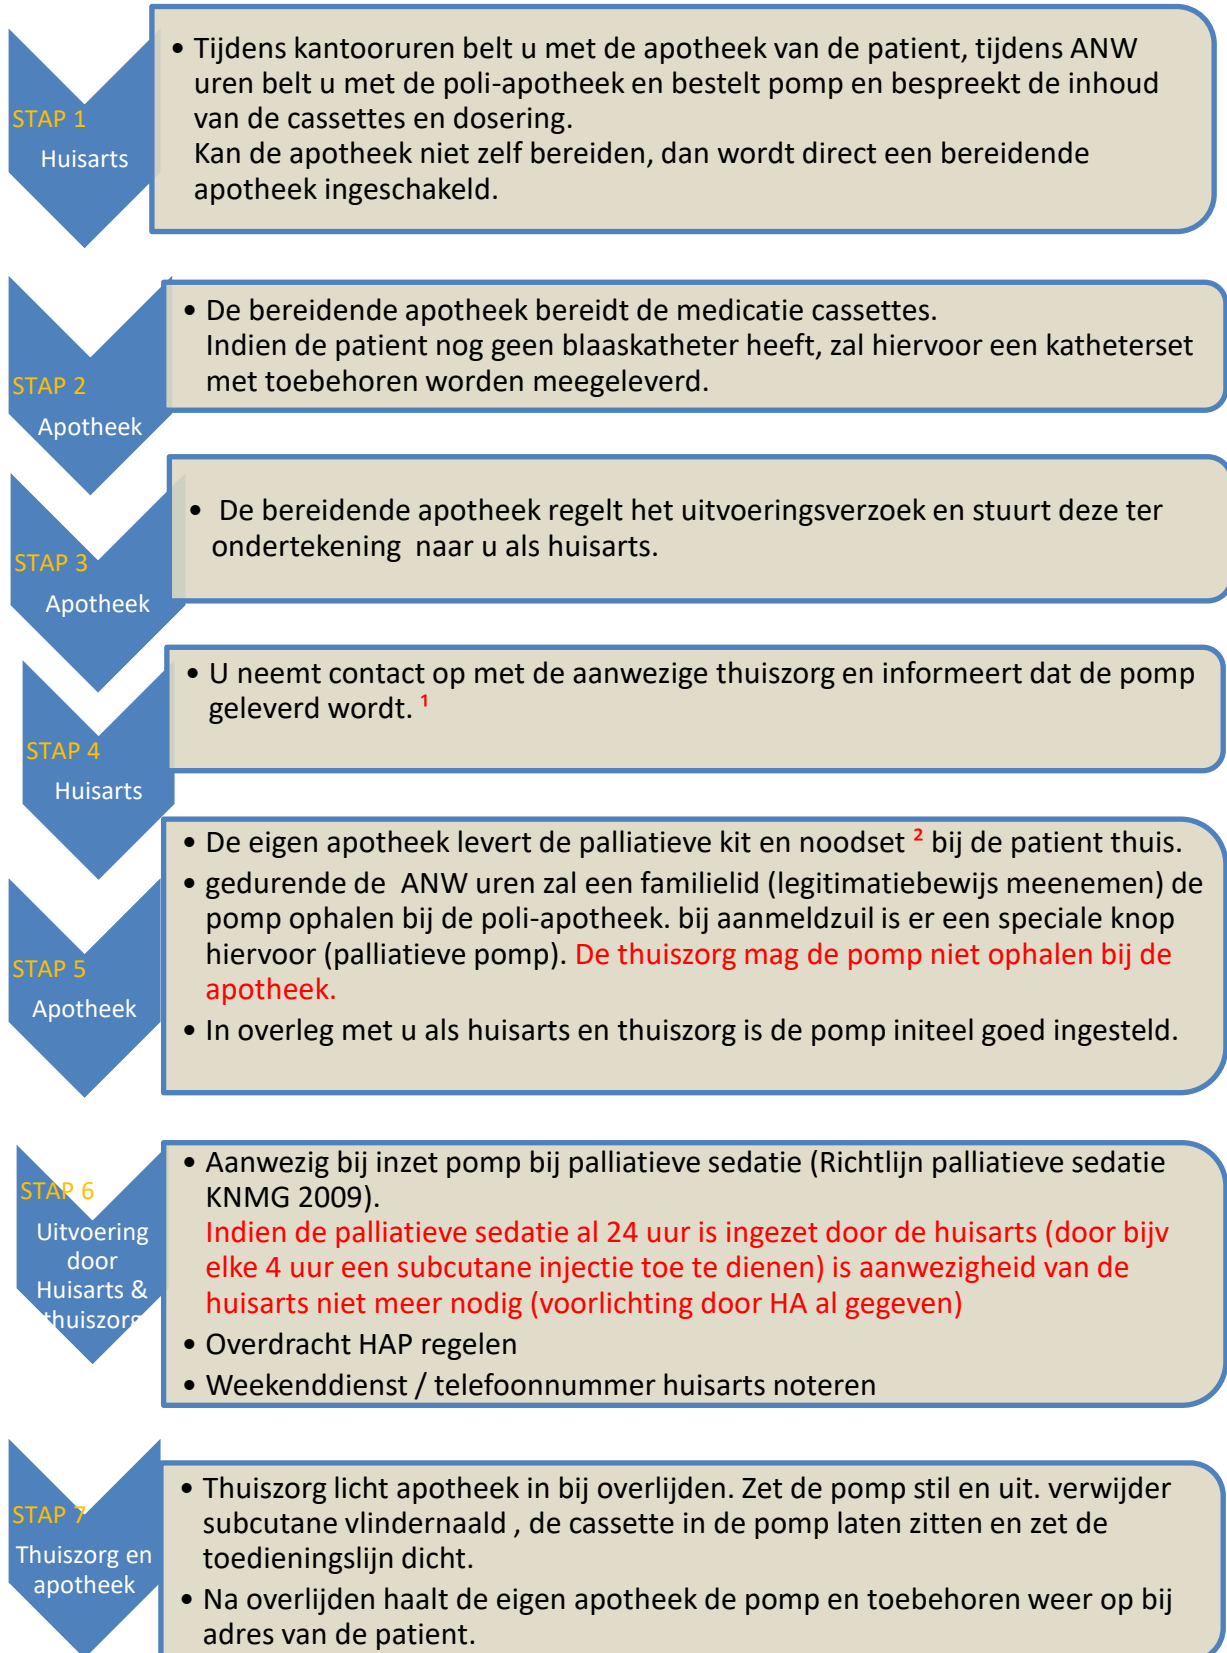 STAP 1
Huisarts
• Tijdens kantooruren belt u met de apotheek van de patient, tijdens ANW
uren belt u met de poli-apotheek en bestelt pomp en bespreekt de inhoud
van de cassettes en dosering.
Kan de apotheek niet zelf bereiden, dan wordt direct een bereidende
apotheek ingeschakeld.
STAP 2
Apotheek
• De bereidende apotheek bereidt de medicatie cassettes.
Indien de patient nog geen blaaskatheter heeft, zal hiervoor een katheterset
met toebehoren worden meegeleverd.
STAP 3
Apotheek
• De bereidende apotheek regelt het uitvoeringsverzoek en stuurt deze ter
ondertekening naar u als huisarts.
STAP 4
Huisarts
• U neemt contact op met de aanwezige thuiszorg en informeert dat de pomp
geleverd wordt. ¹
STAP 5
Apotheek
• De eigen apotheek levert de palliatieve kit en noodset ² bij de patient thuis.
• gedurende de ANW uren zal een familielid (legitimatiebewijs meenemen) de
pomp ophalen bij de poli-apotheek. bij aanmeldzuil is er een speciale knop
hiervoor (palliatieve pomp). De thuiszorg mag de pomp niet ophalen bij de
apotheek.
• In overleg met u als huisarts en thuiszorg is de pomp initeel goed ingesteld.
STAP 6
Uitvoering
door
Huisarts &
thuiszorg
• Aanwezig bij inzet pomp bij palliatieve sedatie (Richtlijn palliatieve sedatie
KNMG 2009).
Indien de palliatieve sedatie al 24 uur is ingezet door de huisarts (door bijv
elke 4 uur een subcutane injectie toe te dienen) is aanwezigheid van de
huisarts niet meer nodig (voorlichting door HA al gegeven)
• Overdracht HAP regelen
• Weekenddienst / telefoonnummer huisarts noteren
STAP 7
Thuiszorg en
apotheek
• Thuiszorg licht apotheek in bij overlijden. Zet de pomp stil en uit. verwijder
subcutane vlindernaald , de cassette in de pomp laten zitten en zet de
toedieningslijn dicht.
• Na overlijden haalt de eigen apotheek de pomp en toebehoren weer op bij
adres van de patient.